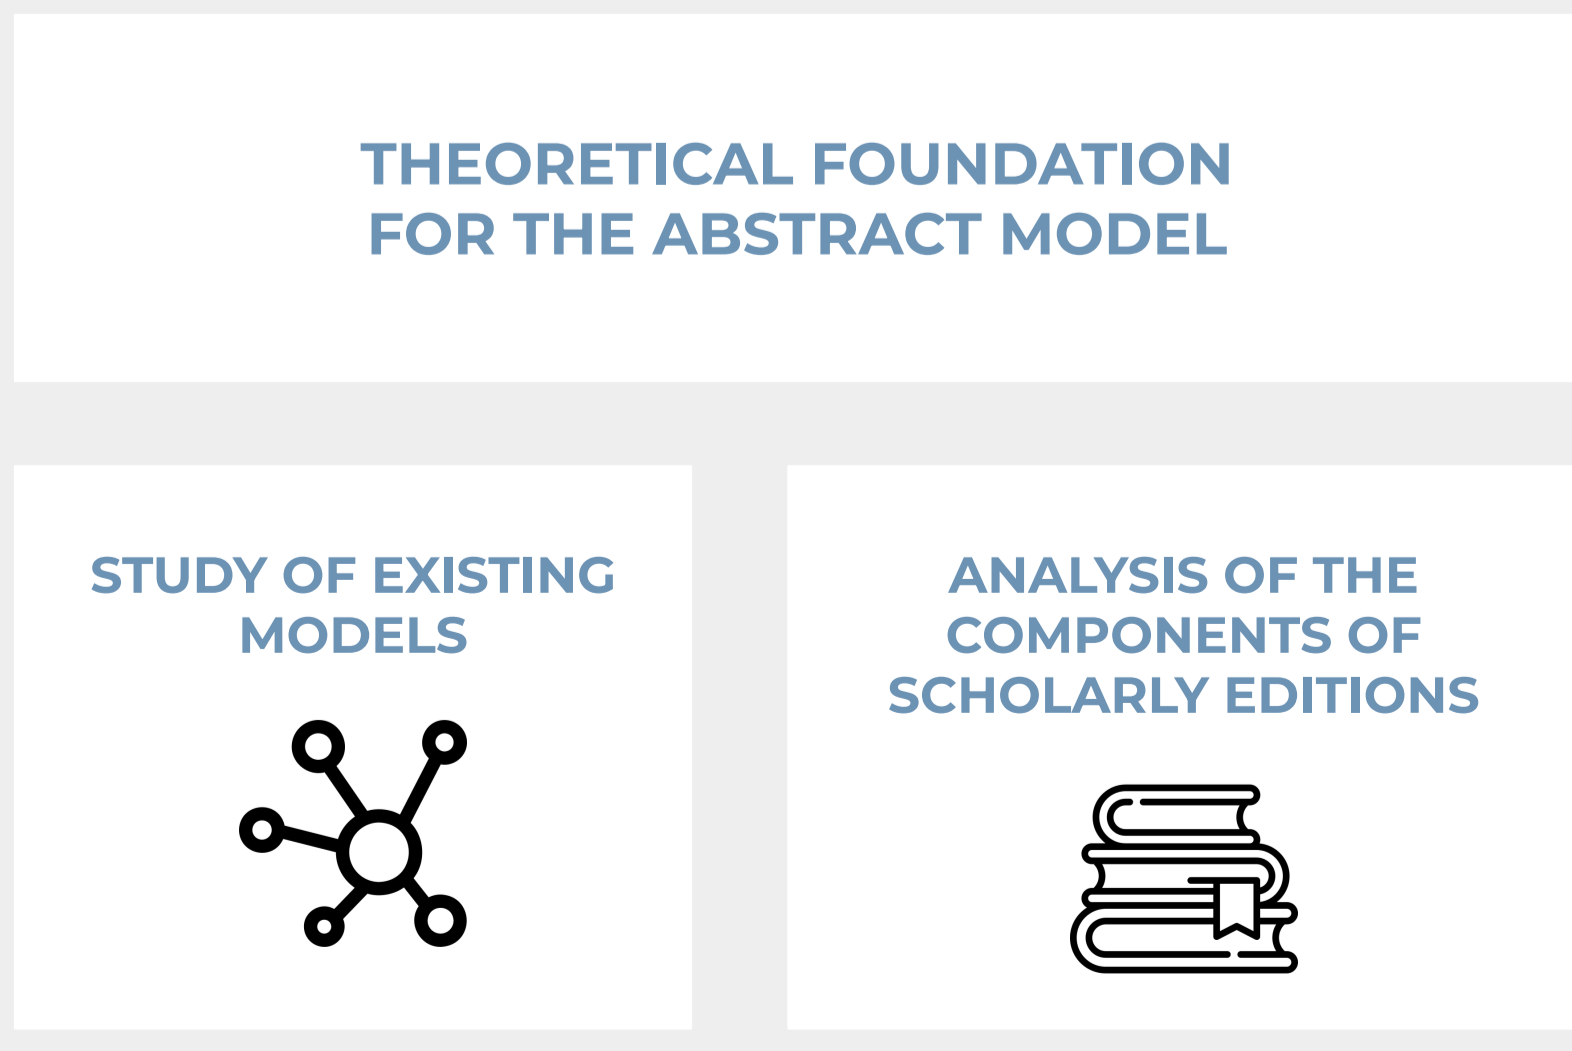 THEORETICAL FOUNDATION
FOR THE ABSTRACT MODEL
STUDY OF EXISTING
MODELS
ANALYSIS OF THE
COMPONENTS OF
SCHOLARLY EDITIONS